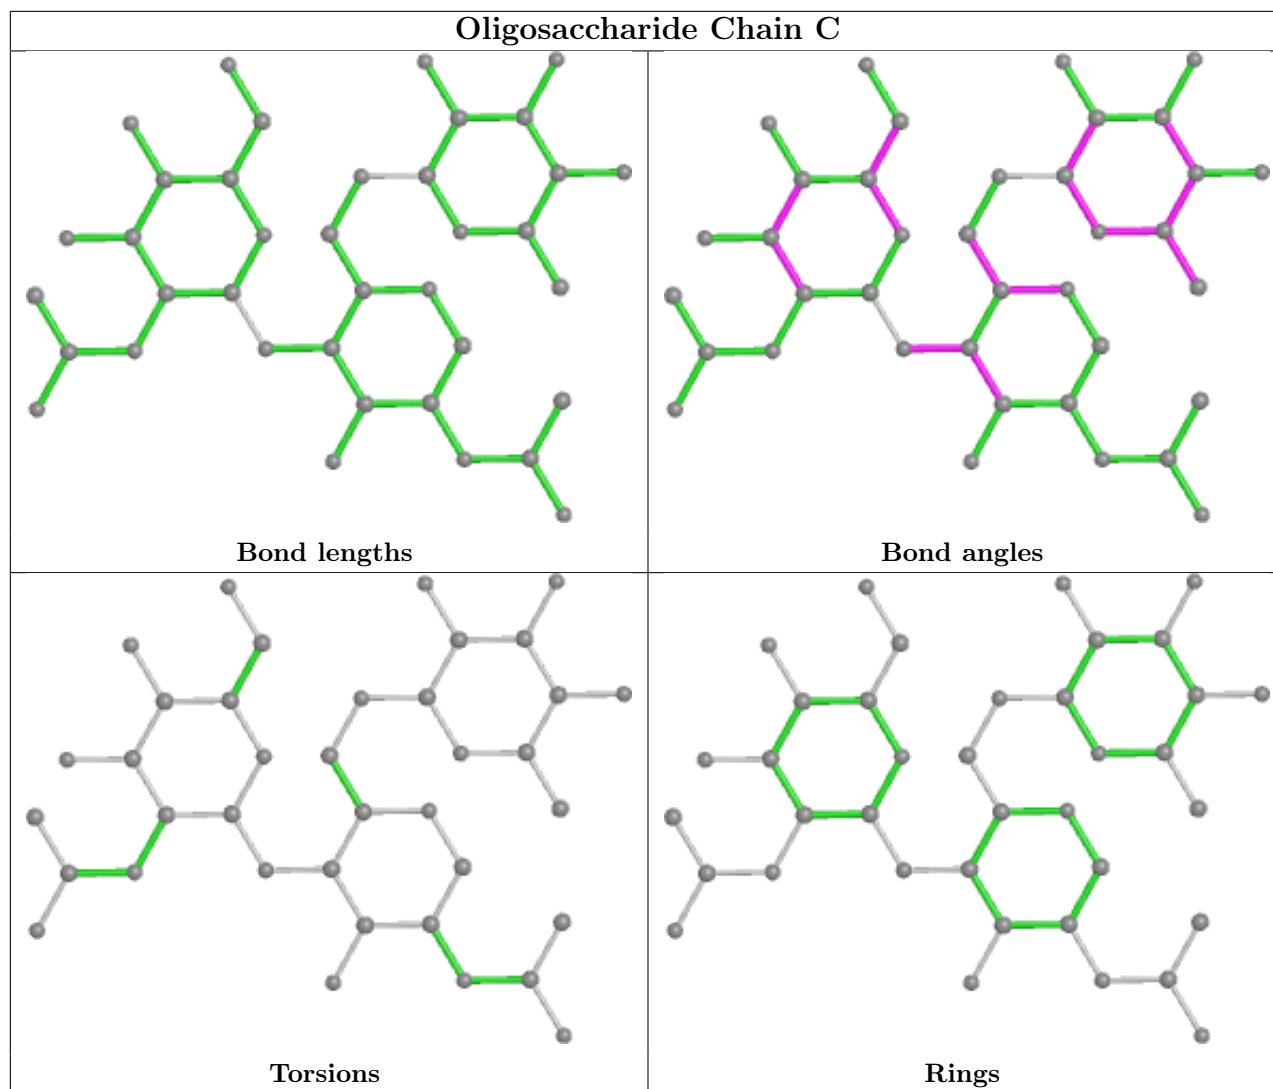 Oligosaccharide Chain C
Bond lengths
Bond angles
Torsions
Rings